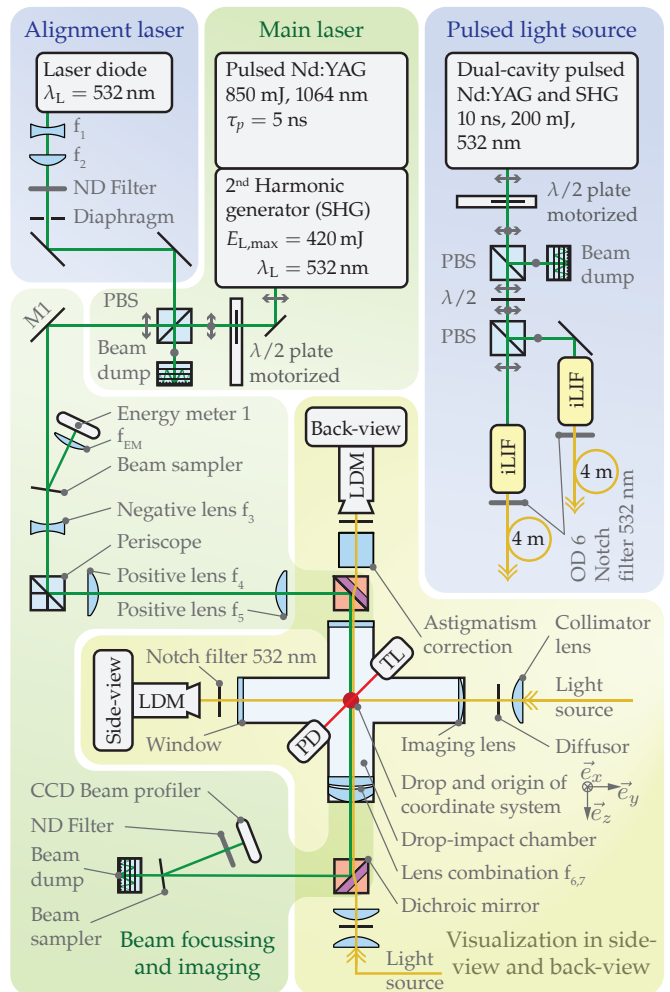 Alignment laser
Laser diode
λL = 532 nm
f1
f2
ND Filter
Diaphragm
Main laser
Pulsed Nd:YAG
850 mJ, 1064 nm
τp = 5 ns
2nd Harmonic
generator (SHG)
EL,max = 420 mJ
λL = 532 nm
PBS
Beam
dump
λ/2 plate
motorized
Pulsed light source
Dual-cavity pulsed
Nd:YAG and SHG
10 ns, 200 mJ,
532 nm
λ/2 plate
motorized
PBS
Beam
dump
λ/2
PBS
iLIF
iLIF
4 m
4 m
OD 6
Notch
filter 532 nm
M1
Energy meter 1
fEM
Beam sampler
Negative lens f3
Periscope
Positive lens f4
Positive lens f5
Back-view
LDM
Astigmatism
correction
Collimator
lens
Notch filter 532 nm
Side-view
LDM
Window
TL
PD
Light
source
Imaging lens
Diffusor
Drop and origin of
coordinate system
e⃗x
e⃗y
e⃗z
Drop-impact chamber
Lens combination f6,7
Dichroic mirror
CCD Beam profiler
ND Filter
Beam
dump
Beam
sampler
Beam focussing
and imaging
Light
source
Visualization in side-
view and back-view